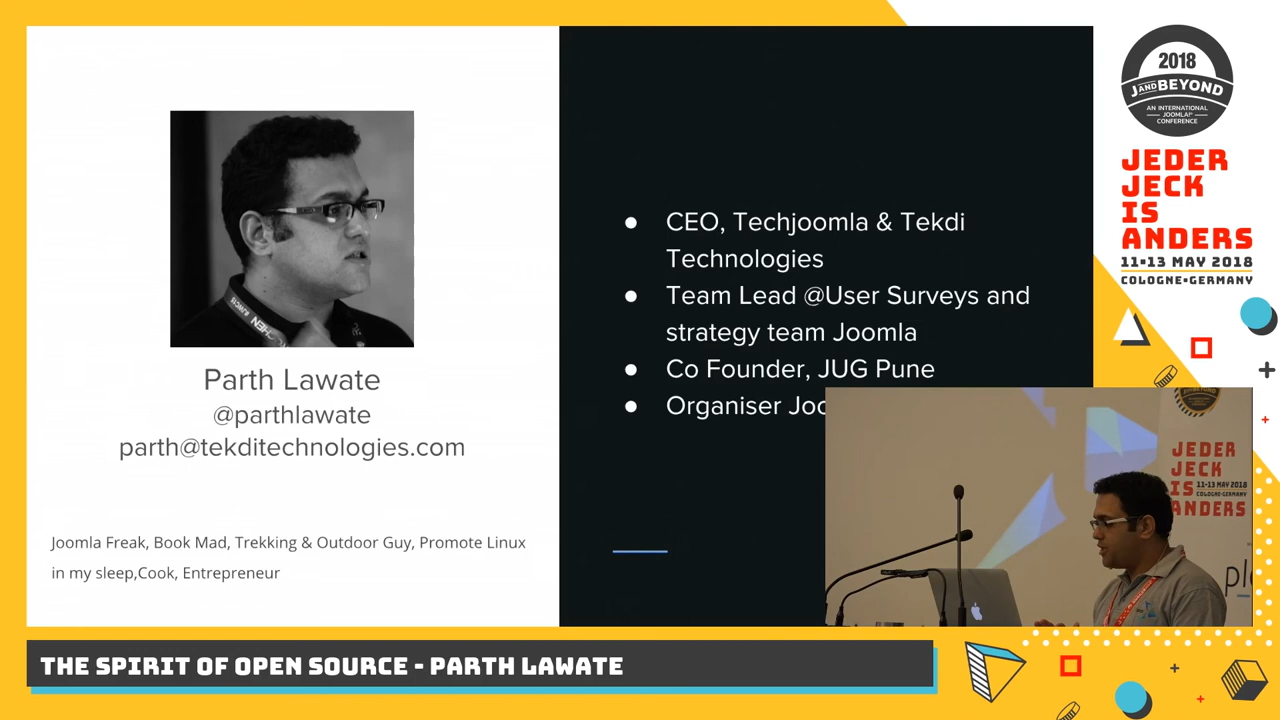 Parth Lawate
@parthlawate
parth@tekditechnologies.com
Joomla Freak, Book Mad, Trekking & Outdoor Guy, Promote Linux
in my sleep,Cook, Entrepreneur
● CEO, Techjoomla & Tekdi
Technologies
● Team Lead @User Surveys and
strategy team Joomla
● Co Founder, JUG Pune
● Organiser
2018
J AND BEYOND
AN INTERNATIONAL
JOOMLA!®
CONFERENCE
JEDER
JECK
IS
ANDERS
11-13 MAY 2018
COLOGNE•GERMANY
JEDER
JECK
IS 11-13 MAY 2018
COLOGNE•GERMANY
ANDERS
THE SPIRIT OF OPEN SOURCE - PARTH LAWATE